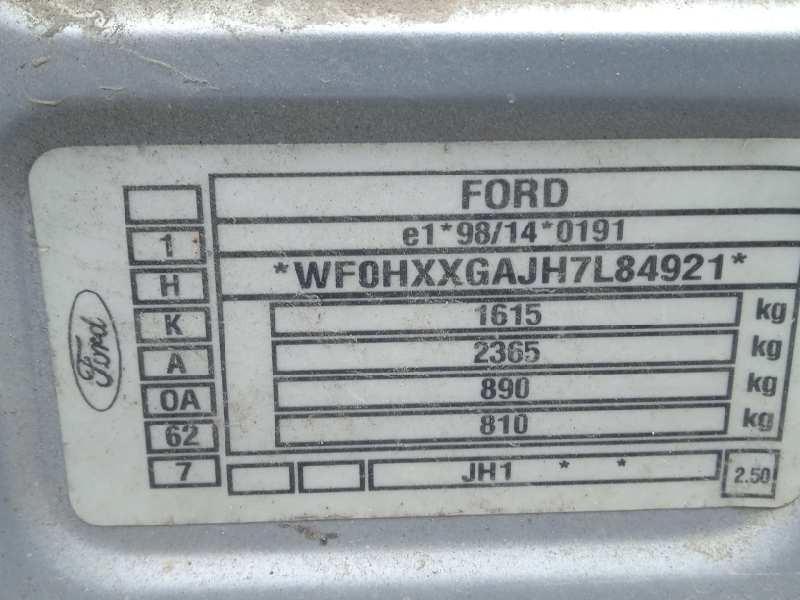 FORD
e1*98/14*0191
*WF0HXXGAJH7L84921*
1
H
K
A
0A
62
7
Ford
1615 kg
2365 kg
890 kg
810 kg
JH1 * *
2.50